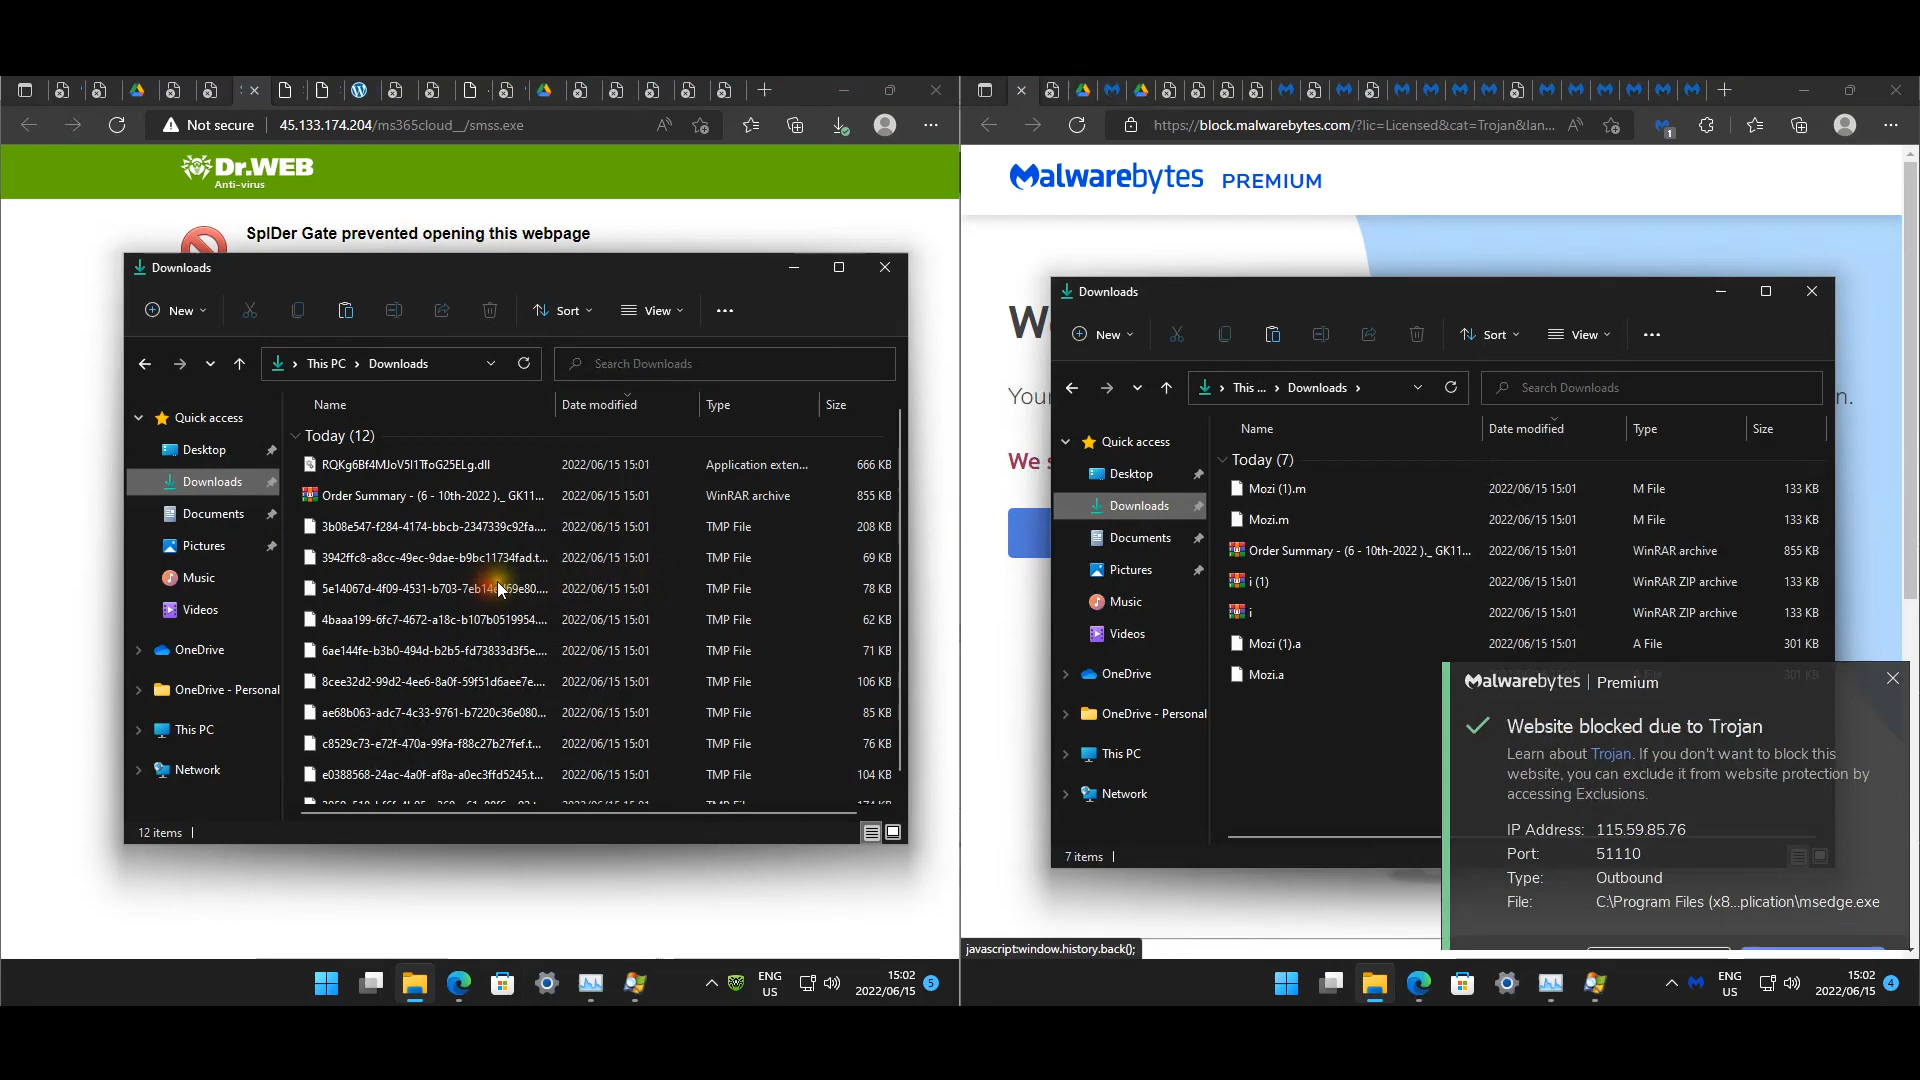 Not secure
45.133.174.204/ms365cloud__/smss.exe
Dr.WEB
Anti-virus
SpIDer Gate prevented opening this webpage
Downloads
New
Sort
View
This PC
Downloads
Search Downloads
Quick access
Desktop
Downloads
Documents
Pictures
Music
Videos
OneDrive
OneDrive - Personal
This PC
Network
Name Date modified Type Size
Today (12)
RQKg6Bf4MJoV5I1TfoG25ELg.dll 2022/06/15 15:01 Application exten... 666 KB
Order Summary - (6 - 10th-2022 )._ GK11... 2022/06/15 15:01 WinRAR archive 855 KB
3b08e547-f284-4174-bbcb-2347339c92fa.... 2022/06/15 15:01 TMP File 208 KB
3942ffc8-a8cc-49ec-9dae-b9bc11734fad.t... 2022/06/15 15:01 TMP File 69 KB
2022/06/15 15:01 TMP File 78 KB
4baaa199-6fc7-4672-a18c-b107b0519954.... 2022/06/15 15:01 TMP File 62 KB
6ae144fe-b3b0-494d-b2b5-fd73833d3f5e.... 2022/06/15 15:01 TMP File 71 KB
8cee32d2-99d2-4ee6-8a0f-59f51d6aee7e.... 2022/06/15 15:01 TMP File 106 KB
ae68b063-adc7-4c33-9761-b7220c36e080... 2022/06/15 15:01 TMP File 85 KB
c8529c73-e72f-470a-99fa-f88c27b27fef.t... 2022/06/15 15:01 TMP File 76 KB
e0388568-24ac-4a0f-af8a-a0ec3ffd5245.t... 2022/06/15 15:01 TMP File 104 KB
12 items
ENG
US
15:02
2022/06/15
5
https://block.malwarebytes.com/?lic=Licensed&cat=Trojan&lan...
1
Malwarebytes PREMIUM
We
You
We s
n.
Downloads
New
Sort
View
This ...
Downloads
Search Downloads
Quick access
Desktop
Downloads
Documents
Pictures
Music
Videos
OneDrive
OneDrive - Personal
This PC
Network
Name Date modified Type Size
Today (7)
Mozi (1).m 2022/06/15 15:01 M File 133 KB
Mozi.m 2022/06/15 15:01 M File 133 KB
Order Summary - (6 - 10th-2022 )._ GK11... 2022/06/15 15:01 WinRAR archive 855 KB
i (1) 2022/06/15 15:01 WinRAR ZIP archive 133 KB
i 2022/06/15 15:01 WinRAR ZIP archive 133 KB
Mozi (1).a 2022/06/15 15:01 A File 301 KB
Mozi.a 301 KB
7 items
Malwarebytes | Premium
Website blocked due to Trojan
Learn about Trojan. If you don't want to block this
website, you can exclude it from website protection by
accessing Exclusions.
IP Address: 115.59.85.76
Port: 51110
Type: Outbound
File: C:\Program Files (x8...plication\msedge.exe
javascript:window.history.back();
ENG
US
15:02
2022/06/15
4